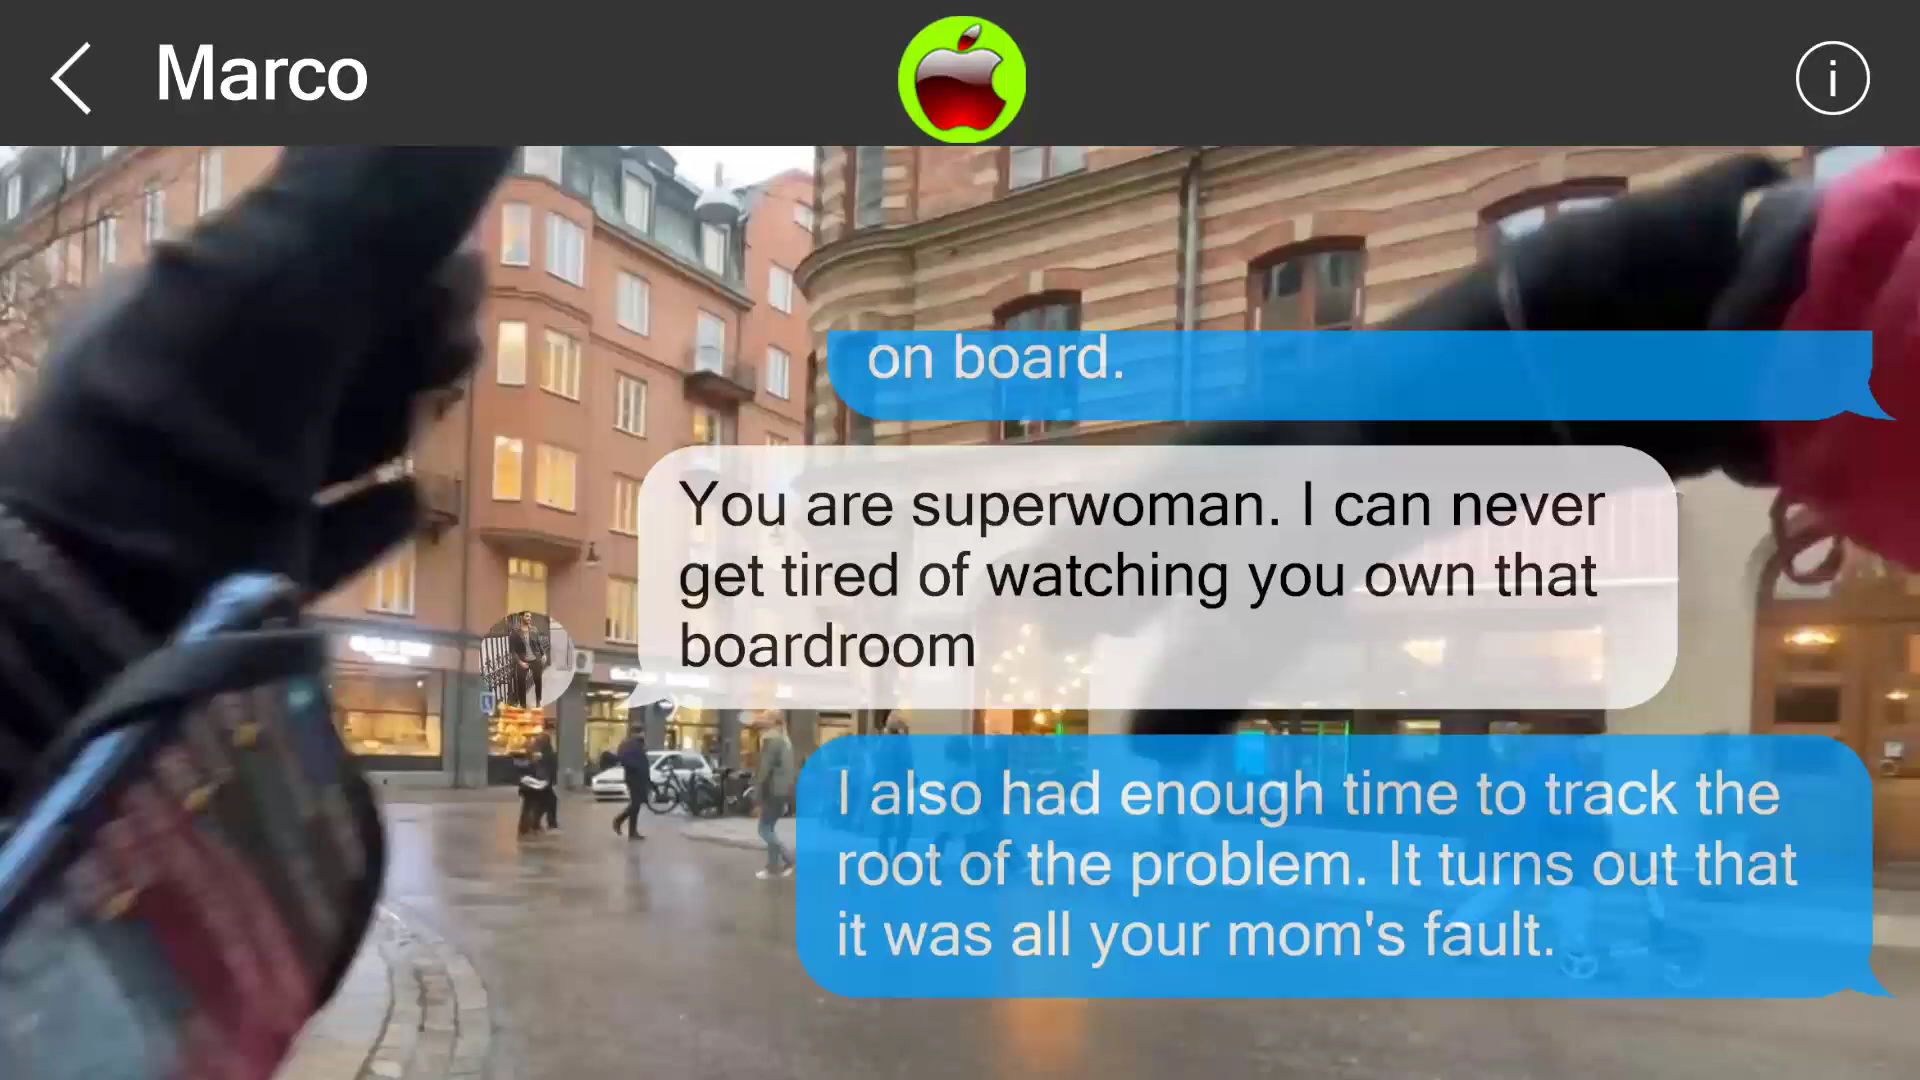 Marco
i
on board.
You are superwoman. I can never
get tired of watching you own that
boardroom
I also had enough time to track the
root of the problem. It turns out that
it was all your mom's fault.